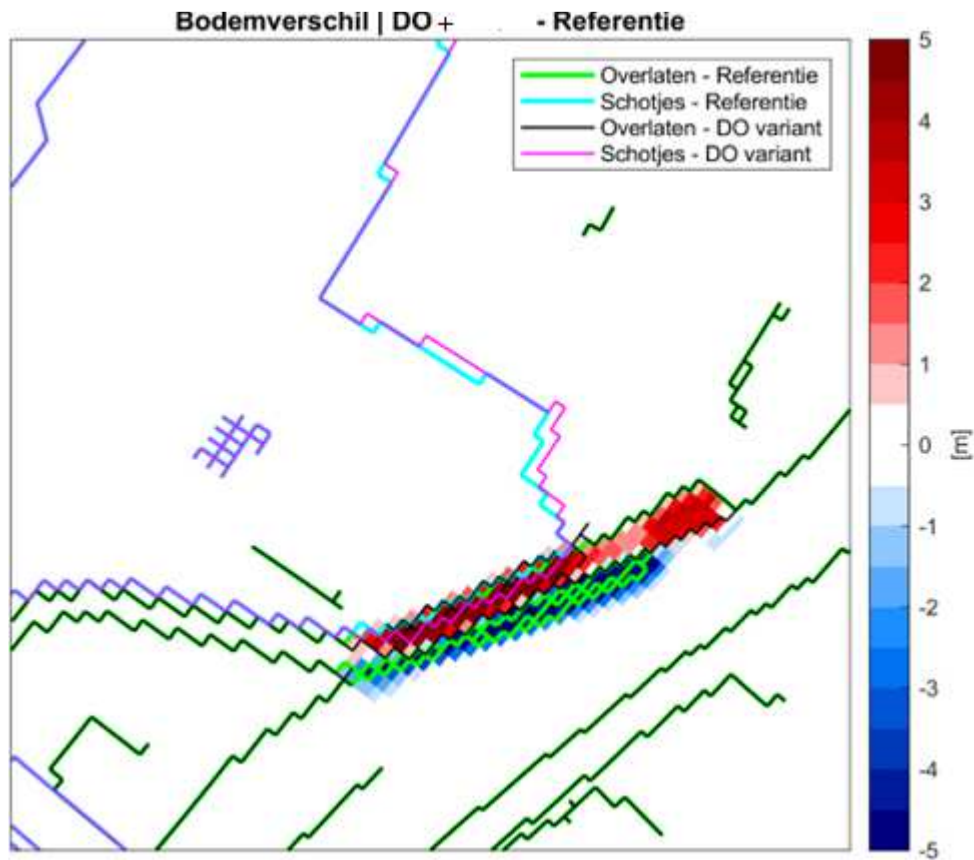 Bodemverschil | DO + - Referentie
Overlaten - Referentie
Schotjes - Referentie
Overlaten - DO variant
Schotjes - DO variant
5
4
3
2
1
0
-1
-2
-3
-4
-5
[m]